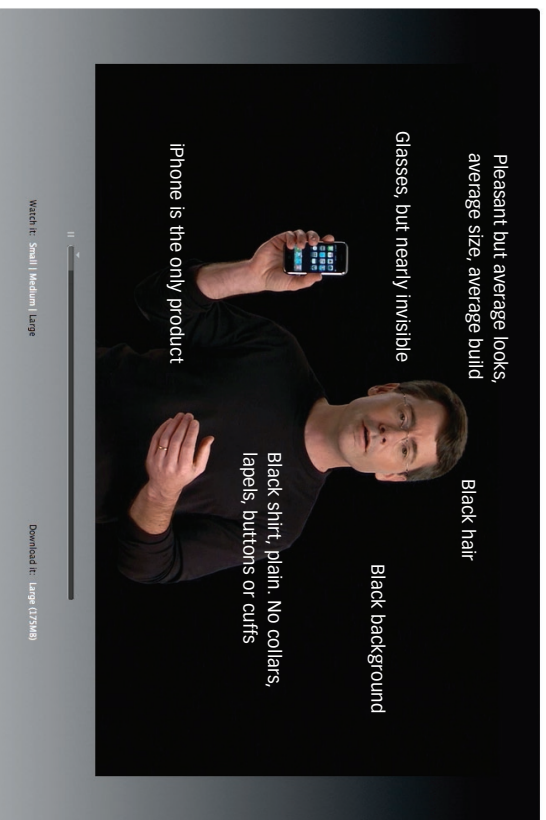 Pleasant but average looks,
average size, average build
Black hair
Glasses, but nearly invisible
Black background
Black shirt, plain. No collars,
lapels, buttons or cuffs
iPhone is the only product
Watch it: Small | Medium | Large
Download it: Large (175MB)